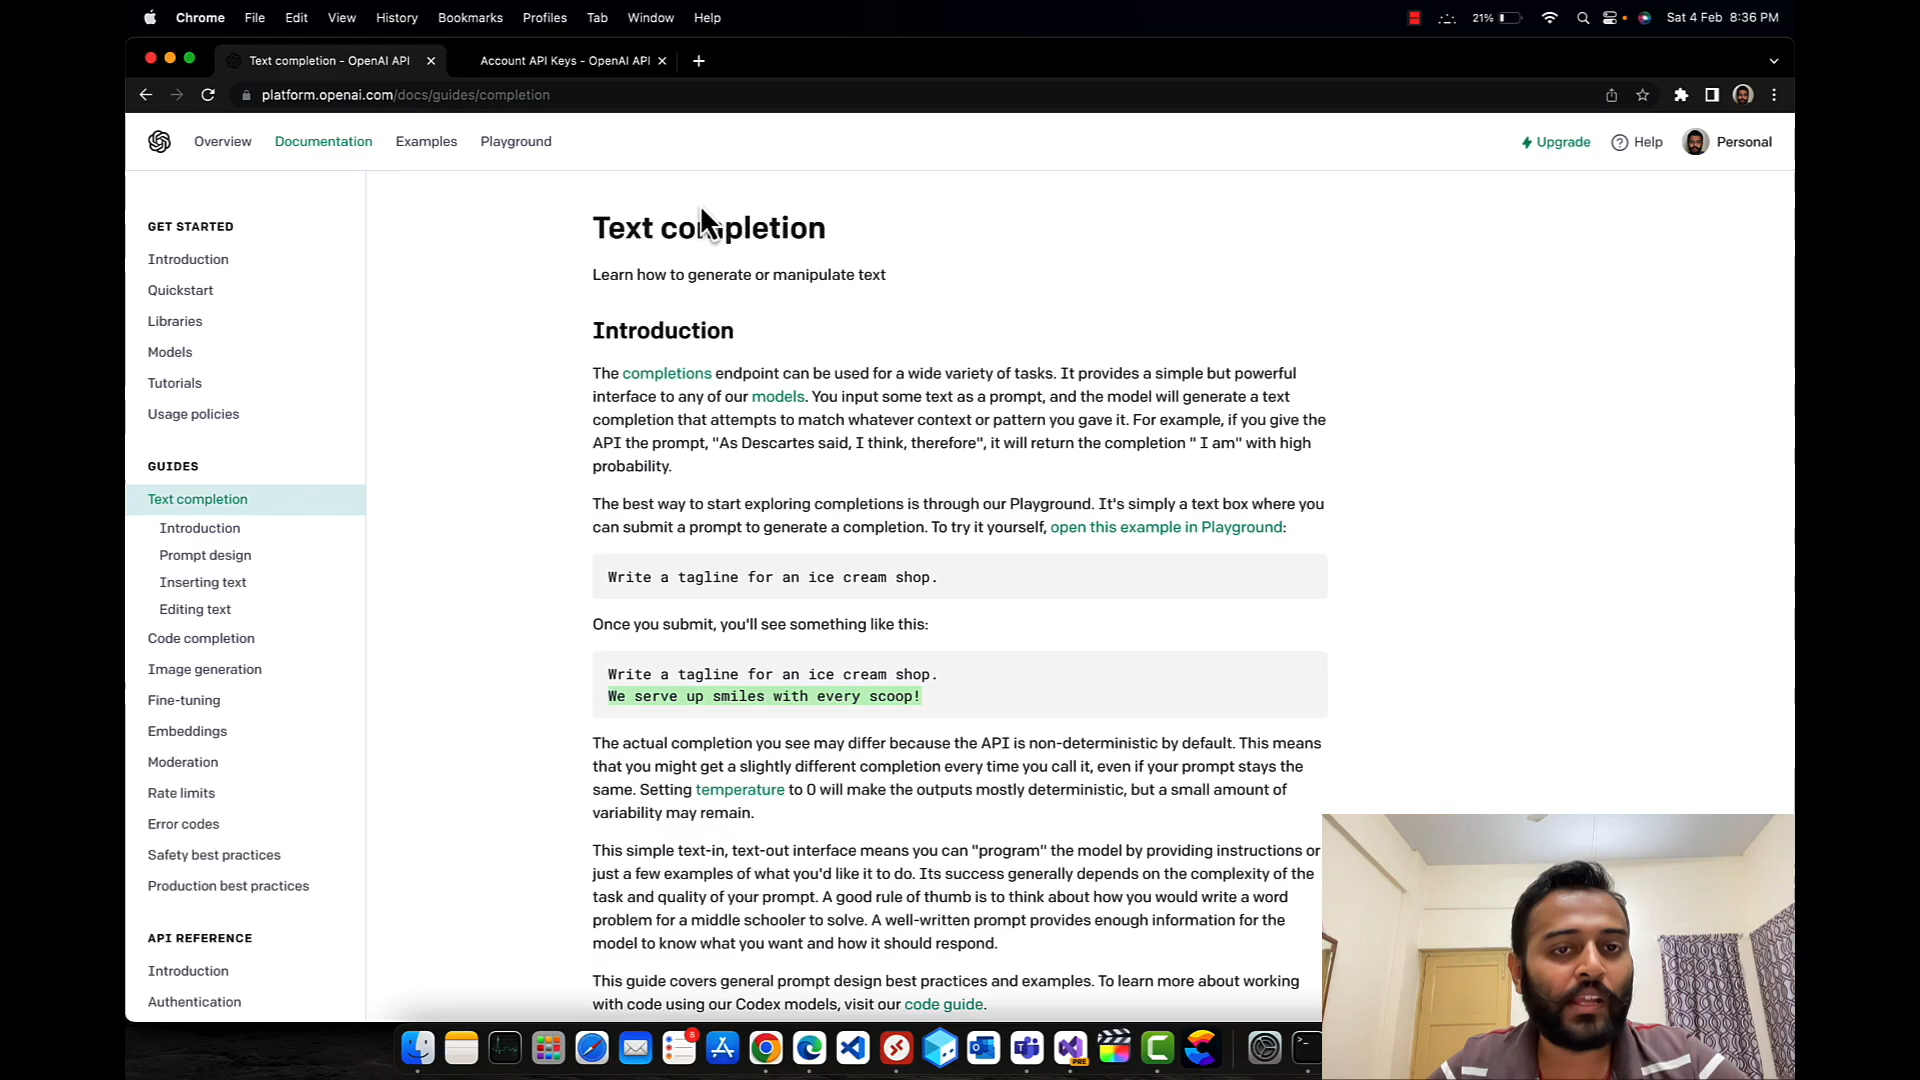 Chrome File Edit View History Bookmarks Profiles Tab Window Help
21% Sat 4 Feb 8:36 PM
Text completion - OpenAI API
Account API Keys - OpenAI API
platform.openai.com/docs/guides/completion
Overview Documentation Examples Playground
Upgrade Help Personal
GET STARTED
Introduction
Quickstart
Libraries
Models
Tutorials
Usage policies
GUIDES
Text completion
Introduction
Prompt design
Inserting text
Editing text
Code completion
Image generation
Fine-tuning
Embeddings
Moderation
Rate limits
Error codes
Safety best practices
Production best practices
API REFERENCE
Introduction
Authentication
Text completion
Learn how to generate or manipulate text
Introduction
The completions endpoint can be used for a wide variety of tasks. It provides a simple but powerful
interface to any of our models. You input some text as a prompt, and the model will generate a text
completion that attempts to match whatever context or pattern you gave it. For example, if you give the
API the prompt, "As Descartes said, I think, therefore", it will return the completion " I am" with high
probability.
The best way to start exploring completions is through our Playground. It's simply a text box where you
can submit a prompt to generate a completion. To try it yourself, open this example in Playground:
Write a tagline for an ice cream shop.
Once you submit, you'll see something like this:
Write a tagline for an ice cream shop.
We serve up smiles with every scoop!
The actual completion you see may differ because the API is non-deterministic by default. This means
that you might get a slightly different completion every time you call it, even if your prompt stays the
same. Setting temperature to 0 will make the outputs mostly deterministic, but a small amount of
variability may remain.
This simple text-in, text-out interface means you can "program" the model by providing instructions or
just a few examples of what you'd like it to do. Its success generally depends on the complexity of the
task and quality of your prompt. A good rule of thumb is to think about how you would write a word
problem for a middle schooler to solve. A well-written prompt provides enough information for the
model to know what you want and how it should respond.
This guide covers general prompt design best practices and examples. To learn more about working
with code using our Codex models, visit our code guide.
8
PRE